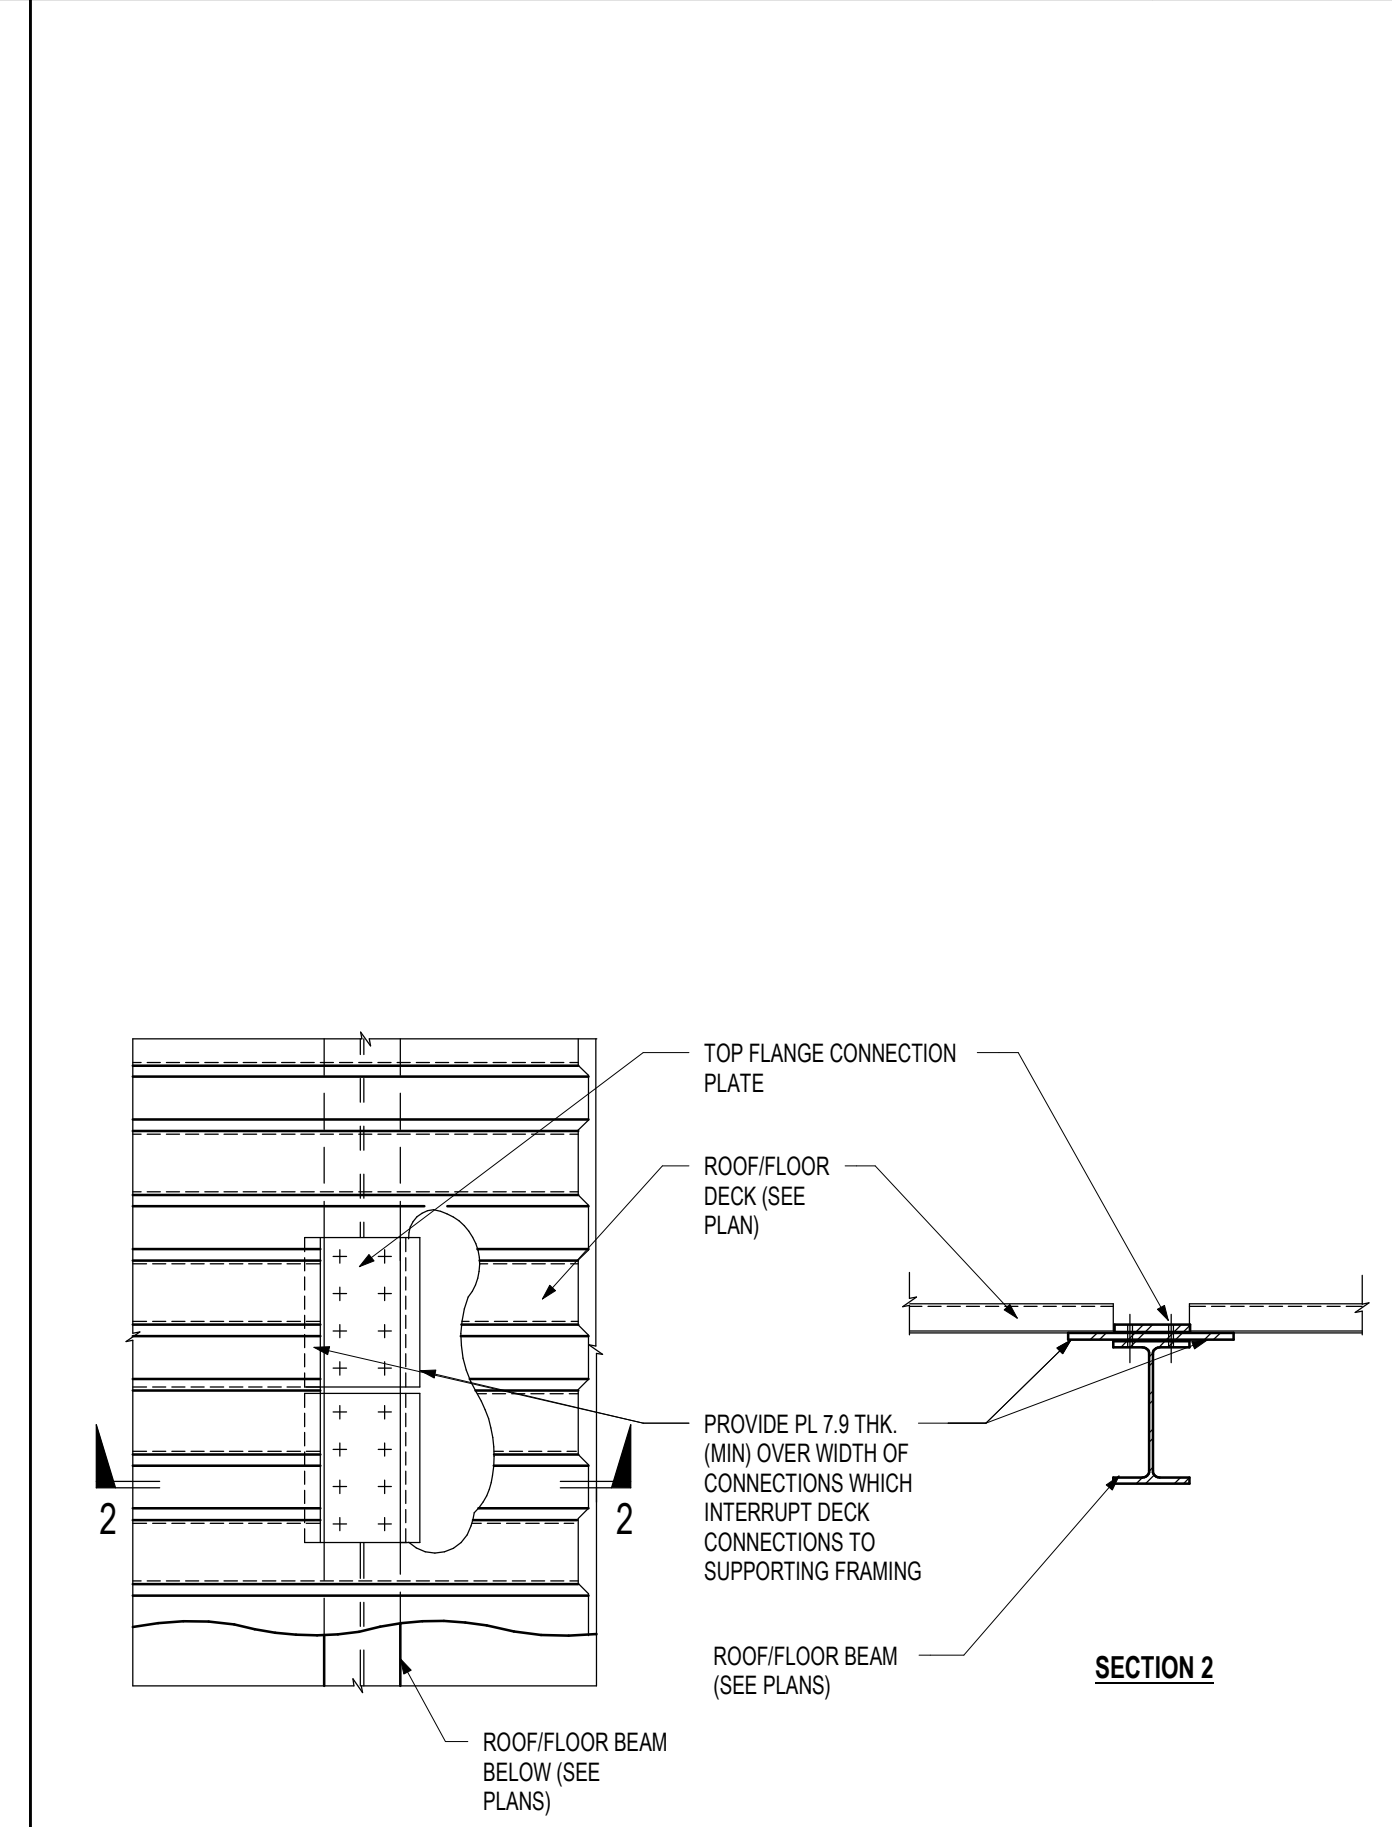 TOP FLANGE CONNECTION
PLATE
ROOF/FLOOR
DECK (SEE
PLAN)
PROVIDE PL 7.9 THK.
(MIN) OVER WIDTH OF
CONNECTIONS WHICH
INTERRUPT DECK
CONNECTIONS TO
SUPPORTING FRAMING
2
2
ROOF/FLOOR BEAM
(SEE PLANS)
SECTION 2
ROOF/FLOOR BEAM
BELOW (SEE
PLANS)